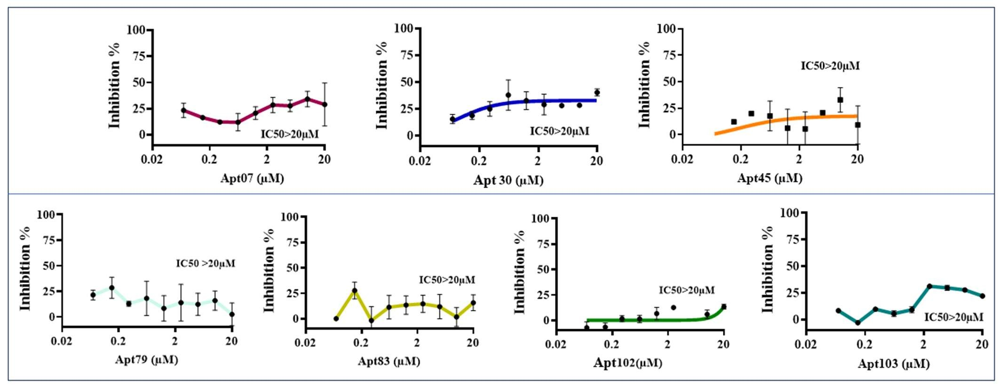 Inhibition %
100
75
50
25
0
IC50>20µM
0.02 0.2 2 20
Apt07 (µM)
Inhibition %
100
75
50
25
0
IC50>20µM
0.02 0.2 2 20
Apt 30 (µM)
Inhibition %
100
75
50
25
0
IC50>20µM
0.02 0.2 2 20
Apt45 (µM)
Inhibition %
100
75
50
25
0
IC50 >20µM
0.02 0.2 2 20
Apt79 (µM)
Inhibition %
100
75
50
25
0
IC50>20µM
0.02 0.2 2 20
Apt83 (µM)
Inhibition %
100
75
50
25
0
IC50>20µM
0.02 0.2 2 20
Apt102(µM)
Inhibition %
100
75
50
25
0
IC50>20µM
0.02 0.2 2 20
Apt103 (µM)